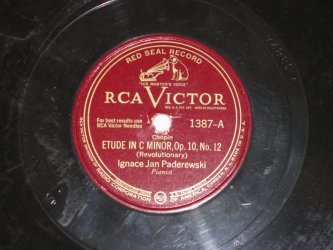 RED SEAL RECORD
"HIS MASTER'S VOICE"
RCA VICTOR
For best results use
RCA Victor Needles
1387-A
Chopin
ETUDE IN C MINOR, Op. 10, No. 12
(Revolutionary)
Ignace Jan Paderewski
Pianist